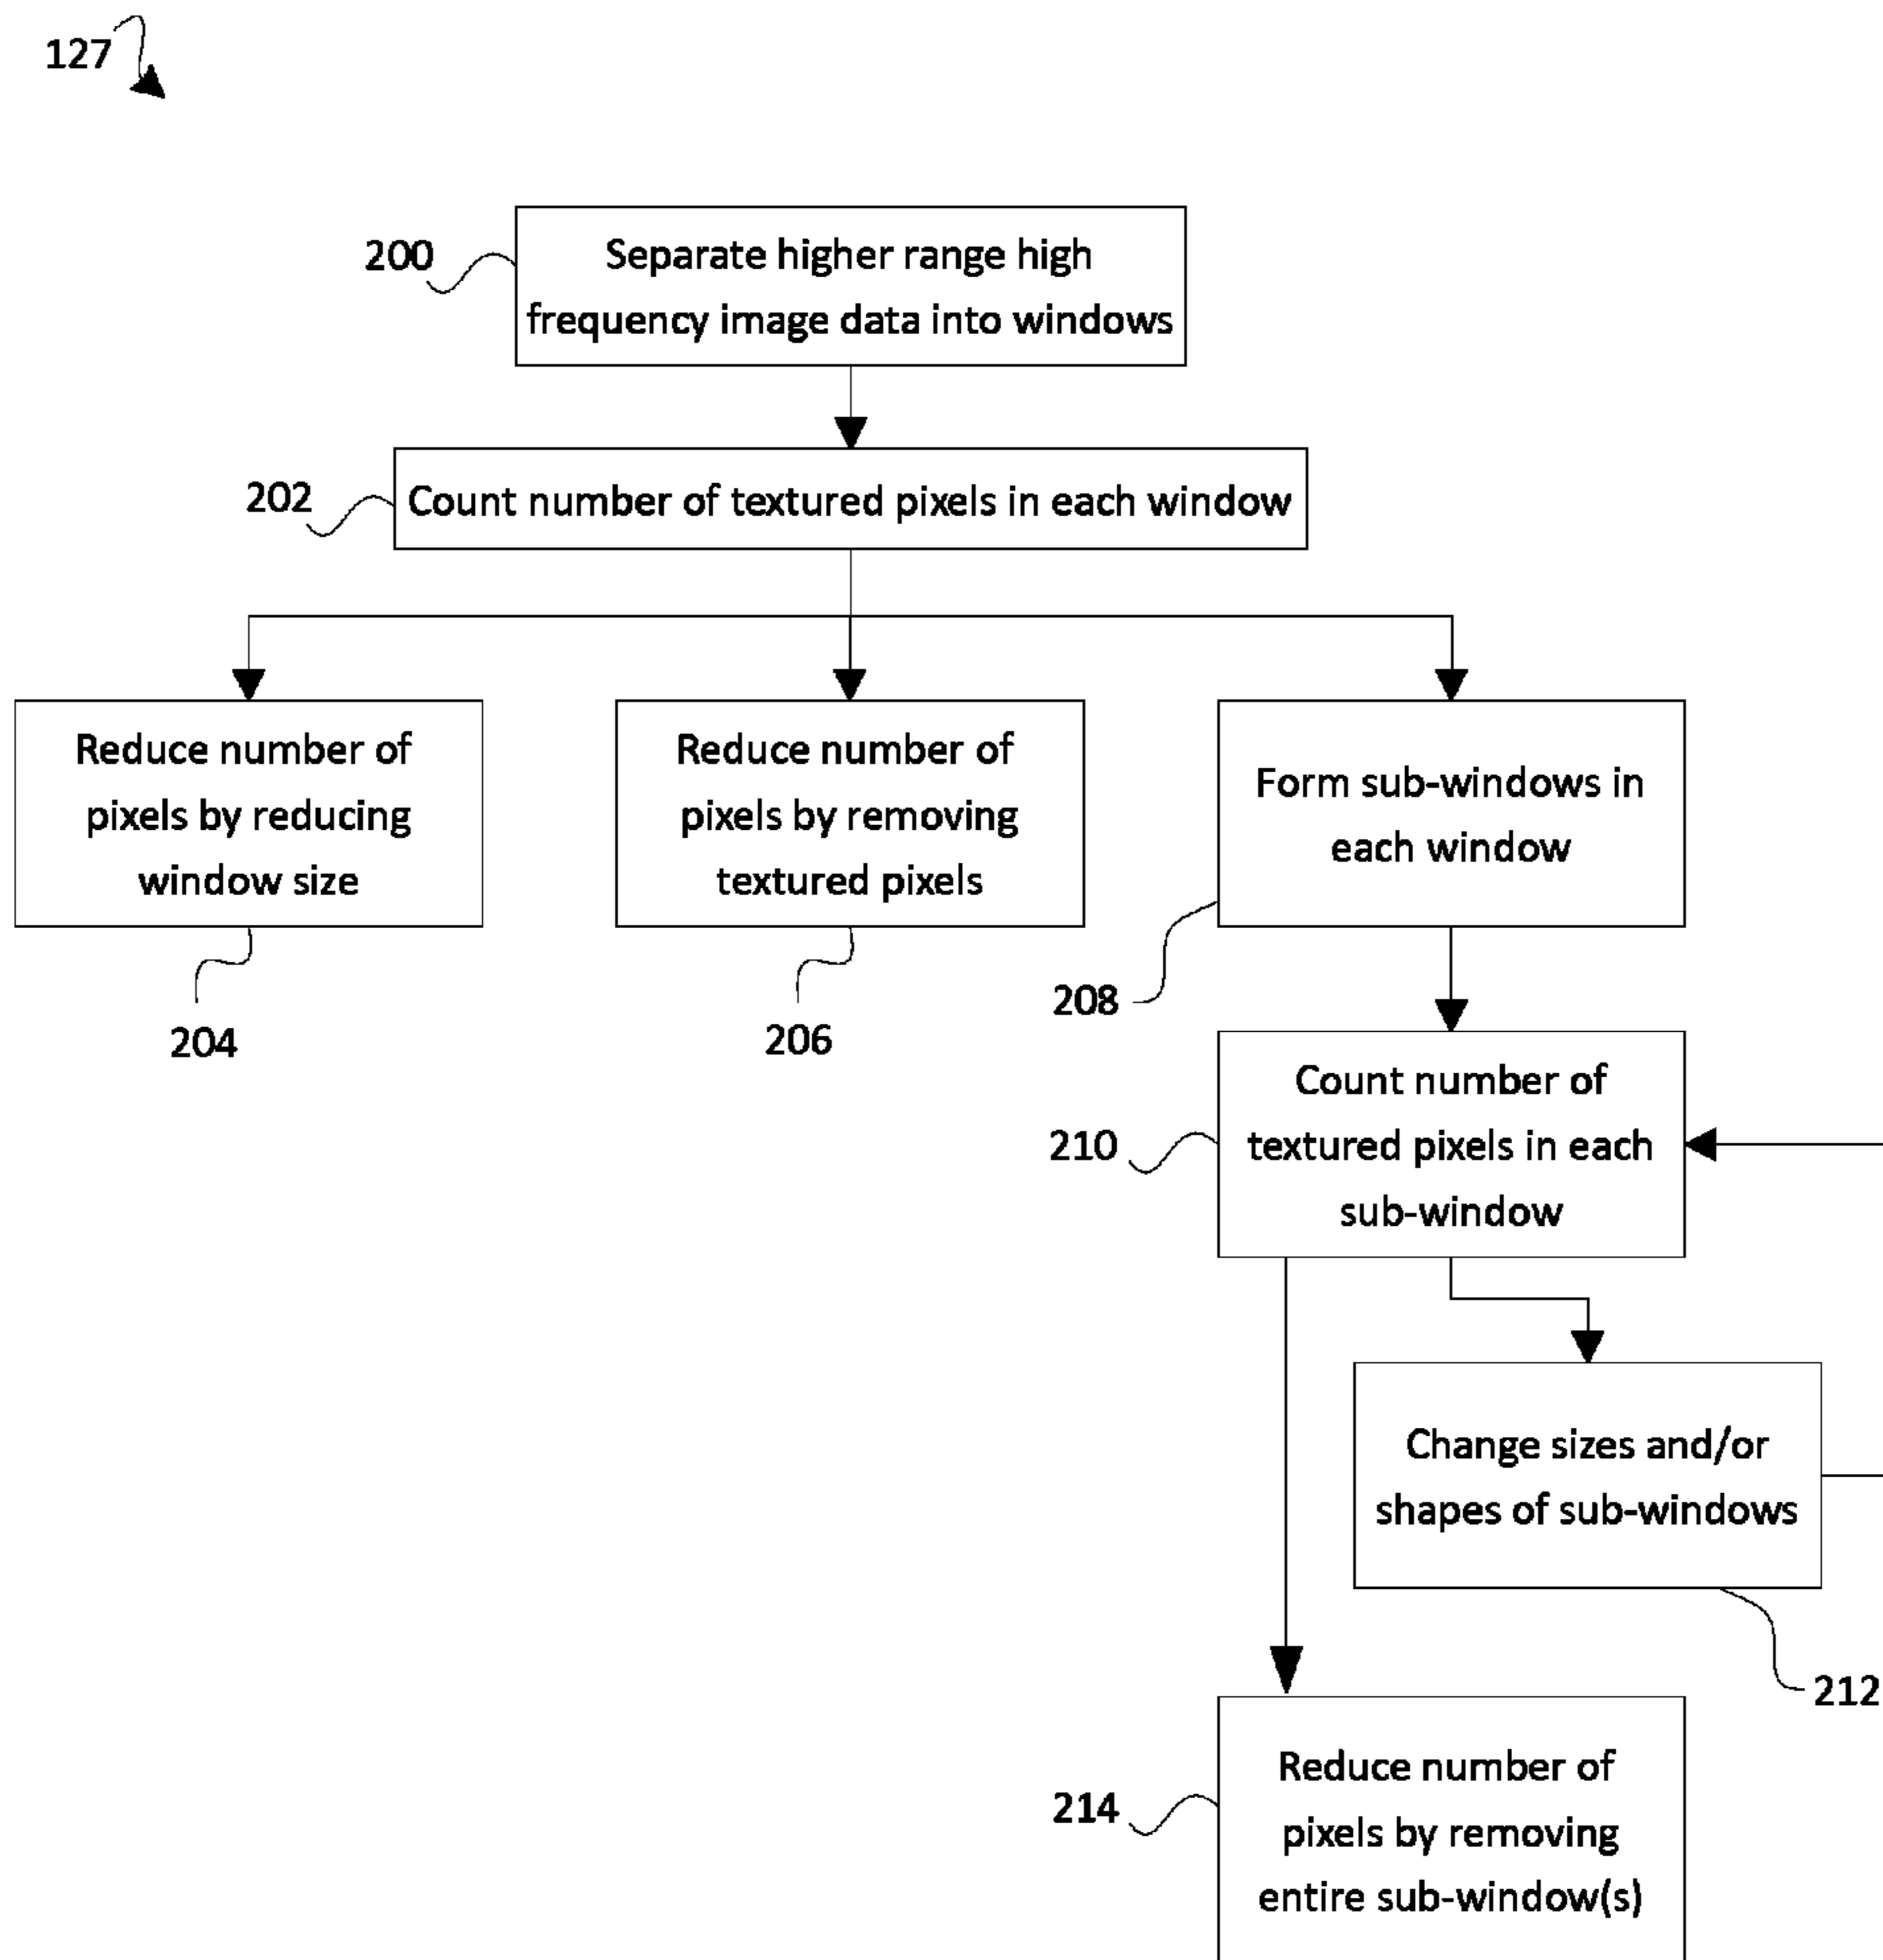 127
200
Separate higher range high
frequency image data into windows
202
Count number of textured pixels in each window
Reduce number of
pixels by reducing
window size
204
Reduce number of
pixels by removing
textured pixels
206
Form sub-windows in
each window
208
Count number of
textured pixels in each
sub-window
210
Change sizes and/or
shapes of sub-windows
212
214
Reduce number of
pixels by removing
entire sub-window(s)